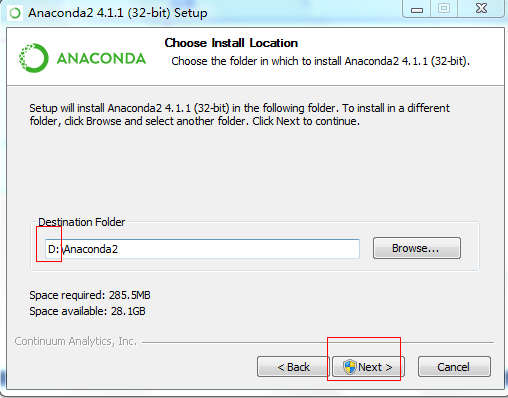 Anaconda2 4.1.1 (32-bit) Setup
ANACONDA
Choose Install Location
Choose the folder in which to install Anaconda2 4.1.1 (32-bit).
Setup will install Anaconda2 4.1.1 (32-bit) in the following folder. To install in a different
folder, click Browse and select another folder. Click Next to continue.
Destination Folder
D:\Anaconda2
Browse...
Space required: 285.5MB
Space available: 28.1GB
Continuum Analytics, Inc.
< Back
Next >
Cancel